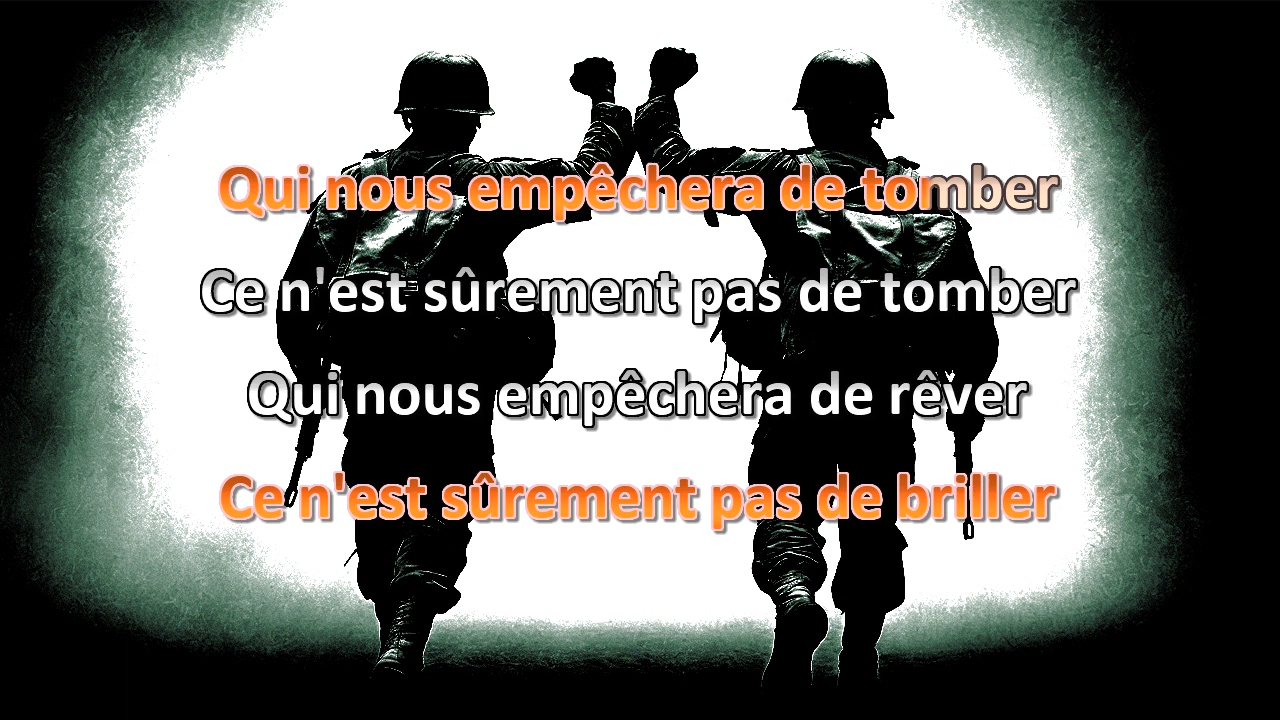 Qui nous empêchera de tomber
Ce n'est sûrement pas de tomber
Qui nous empêchera de rêver
Ce n'est sûrement pas de briller